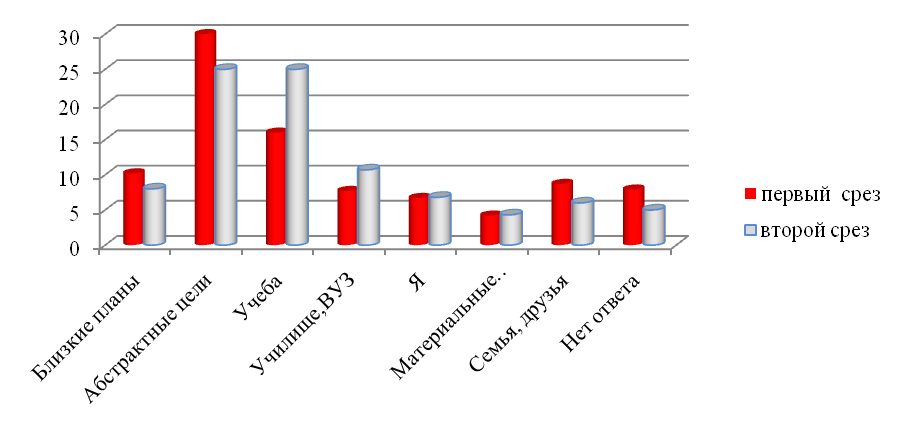 30
25
20
15
10
5
0
Близкие планы
Абстрактные цели
Учеба
Училище,ВУЗ
Я
Материальные..
Семья, друзья
Нет ответа
первый срез
второй срез